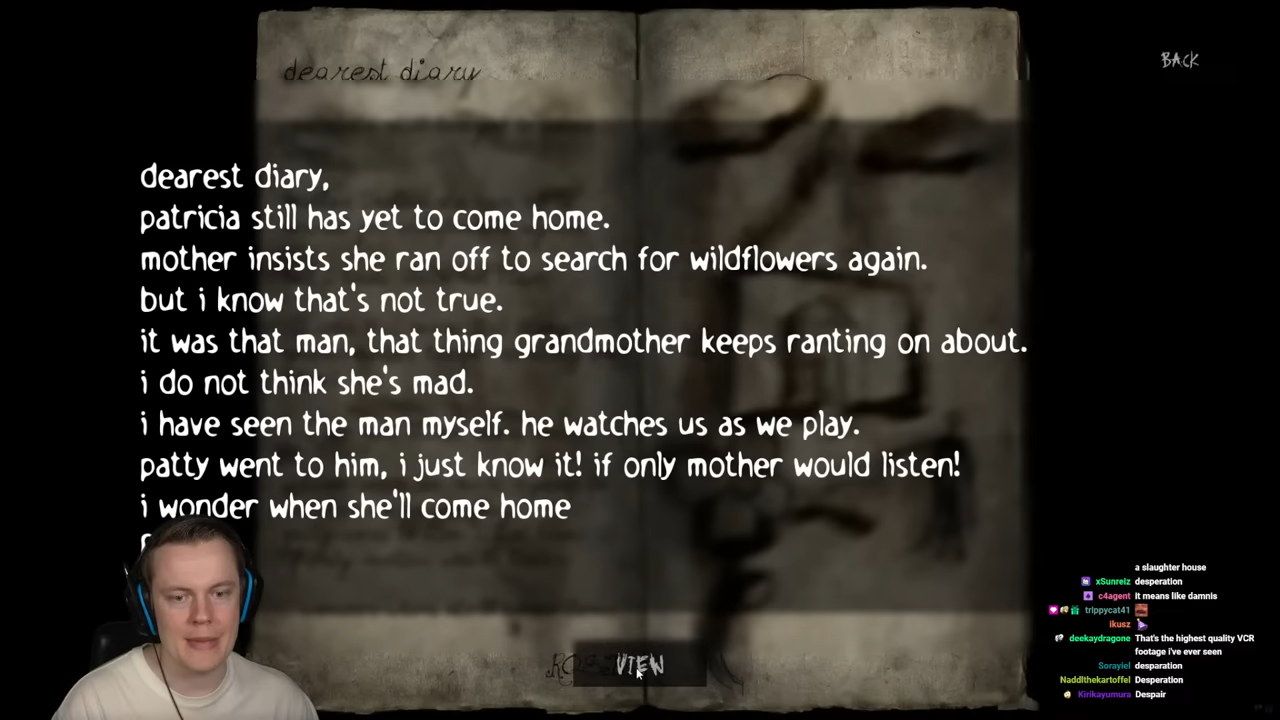 dearest diary
BACK
dearest diary,
patricia still has yet to come home.
mother insists she ran off to search for wildflowers again.
but i know that's not true.
it was that man, that thing grandmother keeps ranting on about.
i do not think she's mad.
i have seen the man myself. he watches us as we play.
patty went to him, i just know it! if only mother would listen!
i wonder when she'll come home
VIEW
a slaughter house
xSunreiz desperation
c4agent It means like damnis
trippycat41
ikusz
deekaydragone That's the highest quality VCR
footage i've ever seen
Sorayiel desparation
Naddlthekartoffel Desperation
Kirikayumura Despair